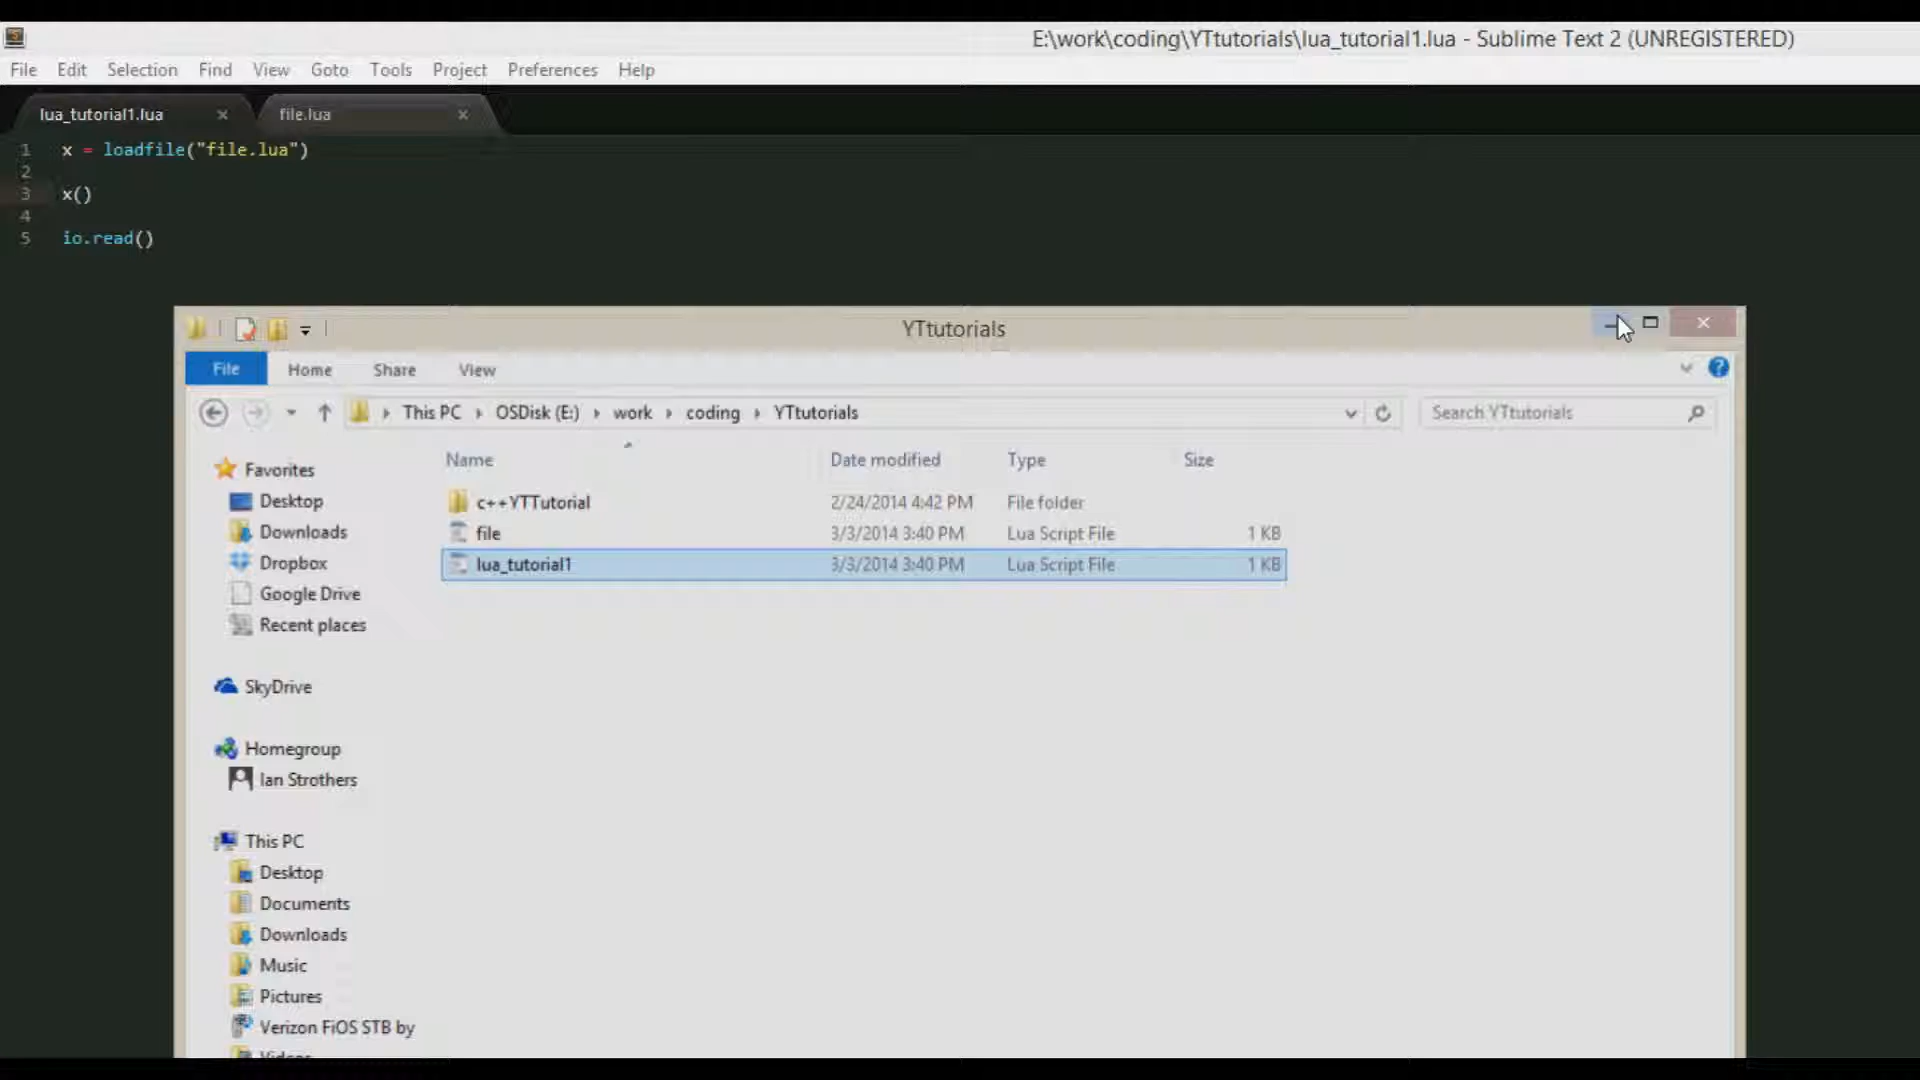 E:\work\coding\YTtutorials\lua_tutorial1.lua - Sublime Text 2 (UNREGISTERED)
File Edit Selection Find View Goto Tools Project Preferences Help
lua_tutorial1.lua × file.lua ×
1 x = loadfile("file.lua")
2
3 x()
4
5 io.read()
YTtutorials
File Home Share View
This PC OSDisk (E:) work coding YTtutorials Search YTtutorials
Name Date modified Type Size
c++YTTutorial 2/24/2014 4:42 PM File folder
file 3/3/2014 3:40 PM Lua Script File 1 KB
lua_tutorial1 3/3/2014 3:40 PM Lua Script File 1 KB
Favorites
Desktop
Downloads
Dropbox
Google Drive
Recent places
SkyDrive
Homegroup
Ian Strothers
This PC
Desktop
Documents
Downloads
Music
Pictures
Verizon FiOS STB by
Videos